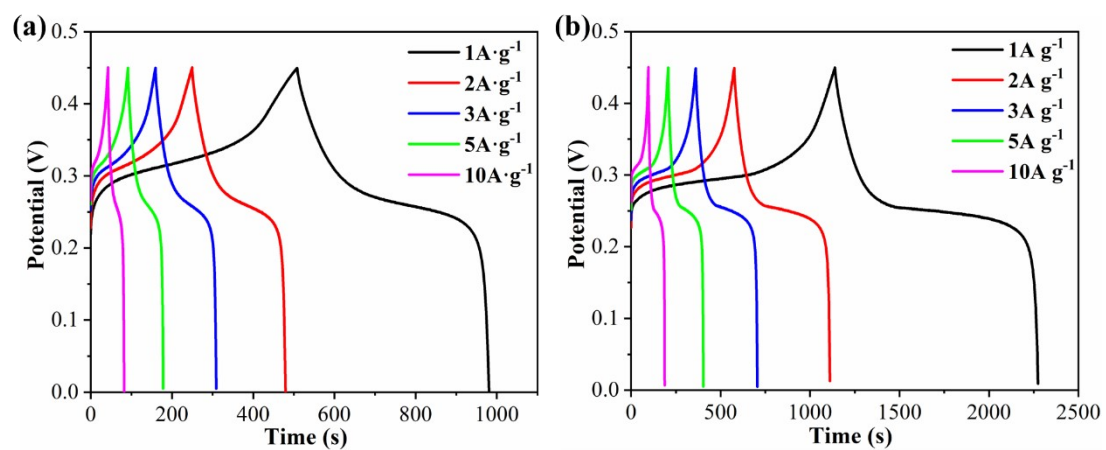 (a)
0.5
0.4
0.3
0.2
0.1
0.0
Potential (V)
0
200
400
600
800
1000
Time (s)
1A·g⁻¹
2A·g⁻¹
3A·g⁻¹
5A·g⁻¹
10A·g⁻¹
(b)
0.5
0.4
0.3
0.2
0.1
0.0
Potential (V)
0
500
1000
1500
2000
2500
Time (s)
1A g⁻¹
2A g⁻¹
3A g⁻¹
5A g⁻¹
10A g⁻¹